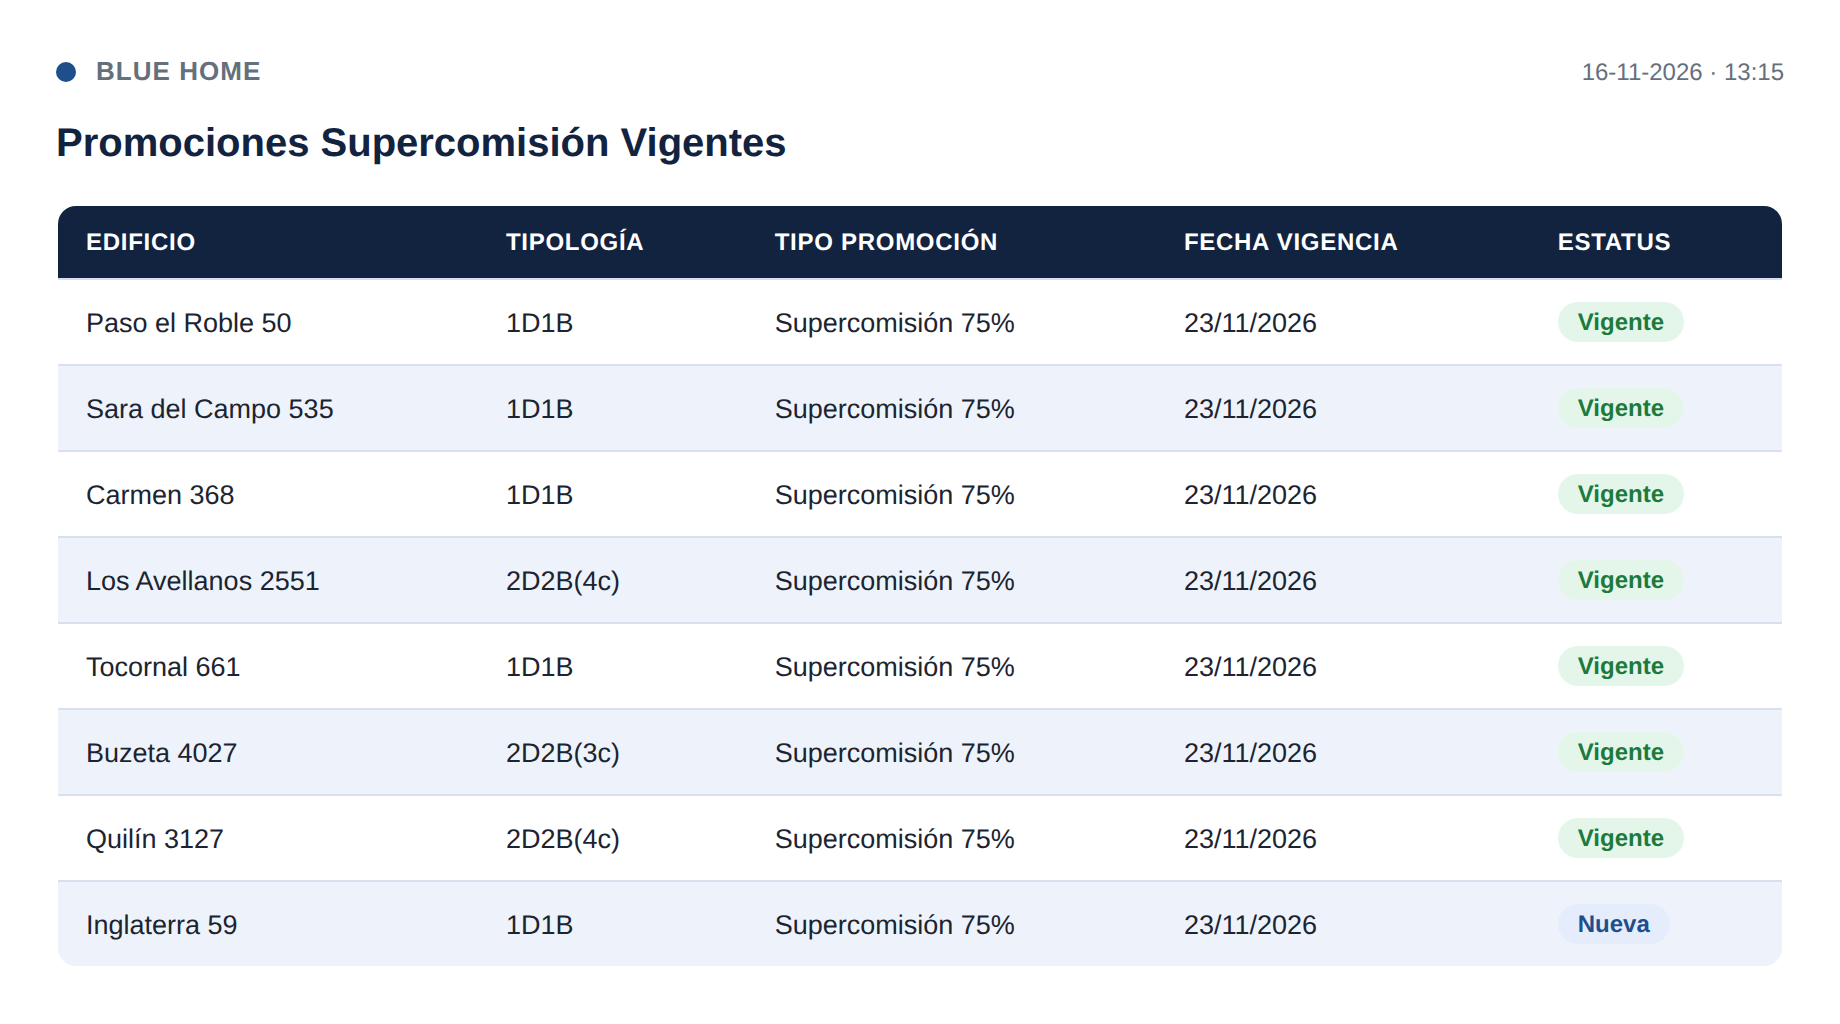 BLUE HOME
16-11-2026 · 13:15
Promociones Supercomisión Vigentes
EDIFICIO TIPOLOGÍA TIPO PROMOCIÓN FECHA VIGENCIA ESTATUS
Paso el Roble 50 1D1B Supercomisión 75% 23/11/2026 Vigente
Sara del Campo 535 1D1B Supercomisión 75% 23/11/2026 Vigente
Carmen 368 1D1B Supercomisión 75% 23/11/2026 Vigente
Los Avellanos 2551 2D2B(4c) Supercomisión 75% 23/11/2026 Vigente
Tocornal 661 1D1B Supercomisión 75% 23/11/2026 Vigente
Buzeta 4027 2D2B(3c) Supercomisión 75% 23/11/2026 Vigente
Quilín 3127 2D2B(4c) Supercomisión 75% 23/11/2026 Vigente
Inglaterra 59 1D1B Supercomisión 75% 23/11/2026 Nueva